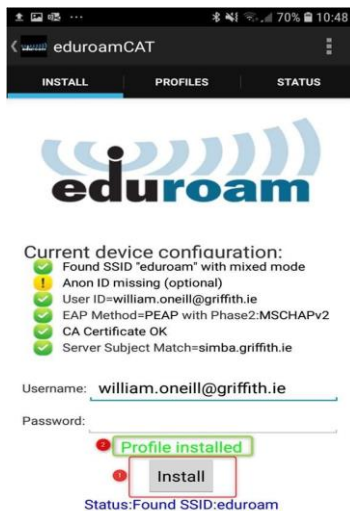 70% 10:48
eduroamCAT
INSTALL PROFILES STATUS
eduroam
Current device configuration:
Found SSID "eduroam" with mixed mode
! Anon ID missing (optional)
User ID=william.oneill@griffith.ie
EAP Method=PEAP with Phase2:MSCHAPv2
CA Certificate OK
Server Subject Match=simba.griffith.ie
Username: william.oneill@griffith.ie
Password:
2 Profile installed
1 Install
Status:Found SSID:eduroam